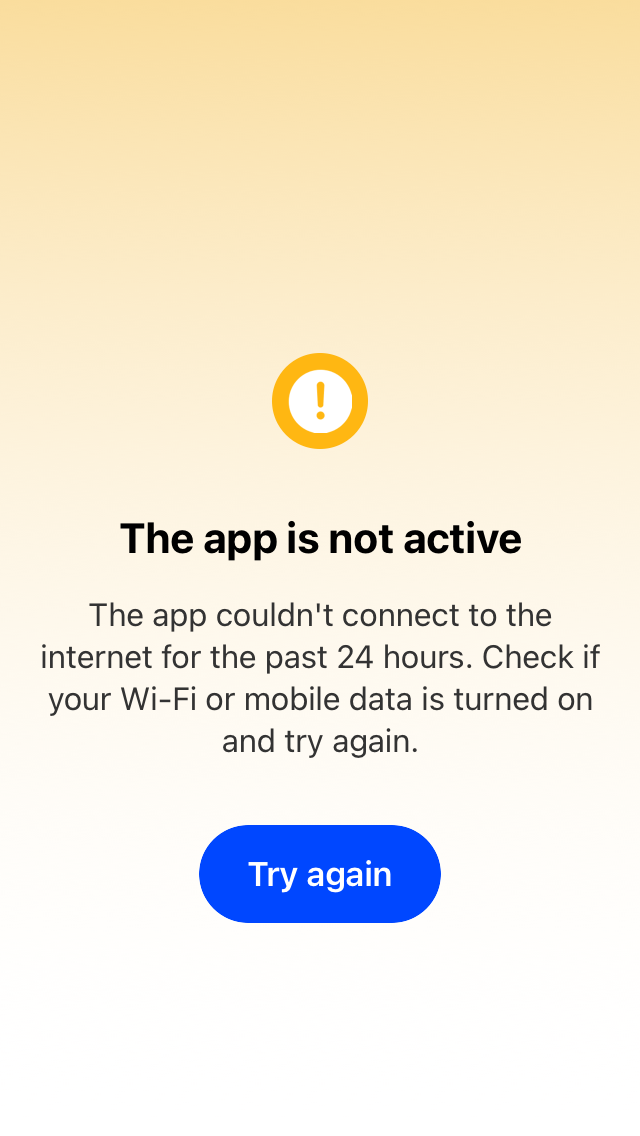 The app is not active
The app couldn't connect to the
internet for the past 24 hours. Check if
your Wi-Fi or mobile data is turned on
and try again.
Try again